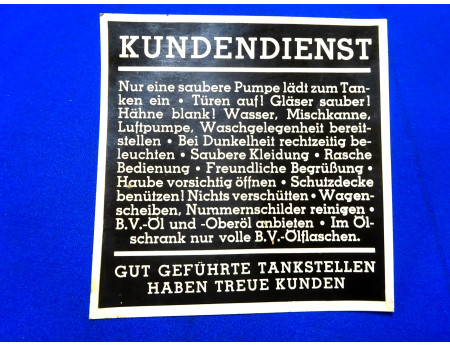 KUNDENDIENST
Nur eine saubere Pumpe lädt zum Tan-
ken ein • Türen auf! Gläser sauber!
Hähne blank! Wasser, Mischkanne,
Luftpumpe, Waschgelegenheit bereit-
stellen • Bei Dunkelheit rechtzeitig be-
leuchten • Saubere Kleidung • Rasche
Bedienung • Freundliche Begrüßung •
Haube vorsichtig öffnen • Schutzdecke
benützen! Nichts verschütten • Wagen-
scheiben, Nummernschilder reinigen •
B.V.-Öl und -Oberöl anbieten • Im Öl-
schrank nur volle B.V.-Ölflaschen.
GUT GEFÜHRTE TANKSTELLEN
HABEN TREUE KUNDEN